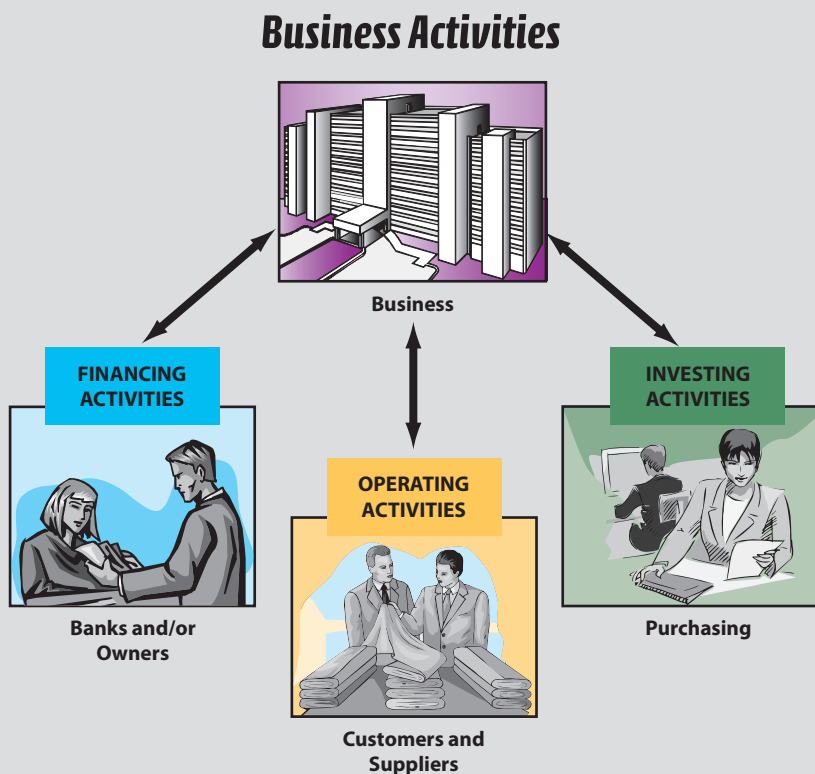 Business Activities
Business
FINANCING
ACTIVITIES
INVESTING
ACTIVITIES
OPERATING
ACTIVITIES
Banks and/or
Owners
Purchasing
Customers and
Suppliers